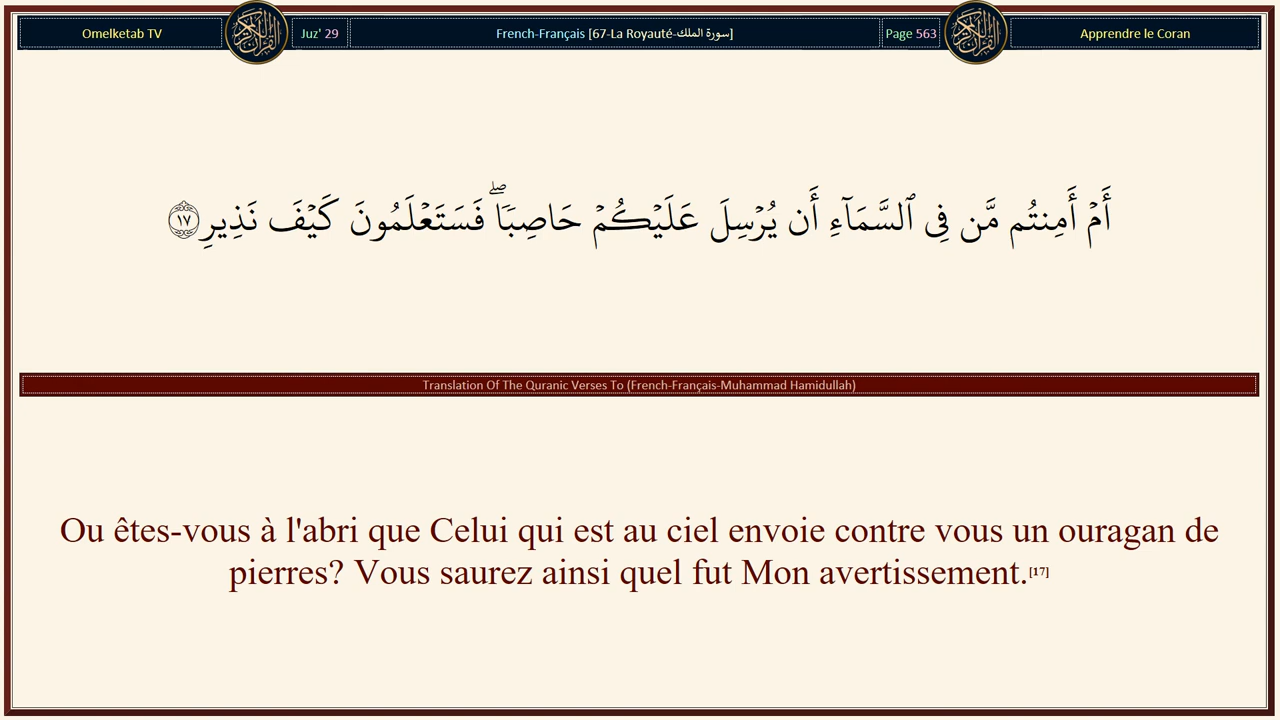 Omelketab TV
Juz' 29
French-Français [67-La Royauté-سورة الملك]
Page 563
Apprendre le Coran
أَمۡ أَمِنتُم مَّن فِي ٱلسَّمَآءِ أَن يُرۡسِلَ عَلَيۡكُمۡ حَاصِبٗاۖ فَسَتَعۡلَمُونَ كَيۡفَ نَذِيرِ ١٧
Translation Of The Quranic Verses To (French-Français-Muhammad Hamidullah)
Ou êtes-vous à l'abri que Celui qui est au ciel envoie contre vous un ouragan de
pierres? Vous saurez ainsi quel fut Mon avertissement.[17]